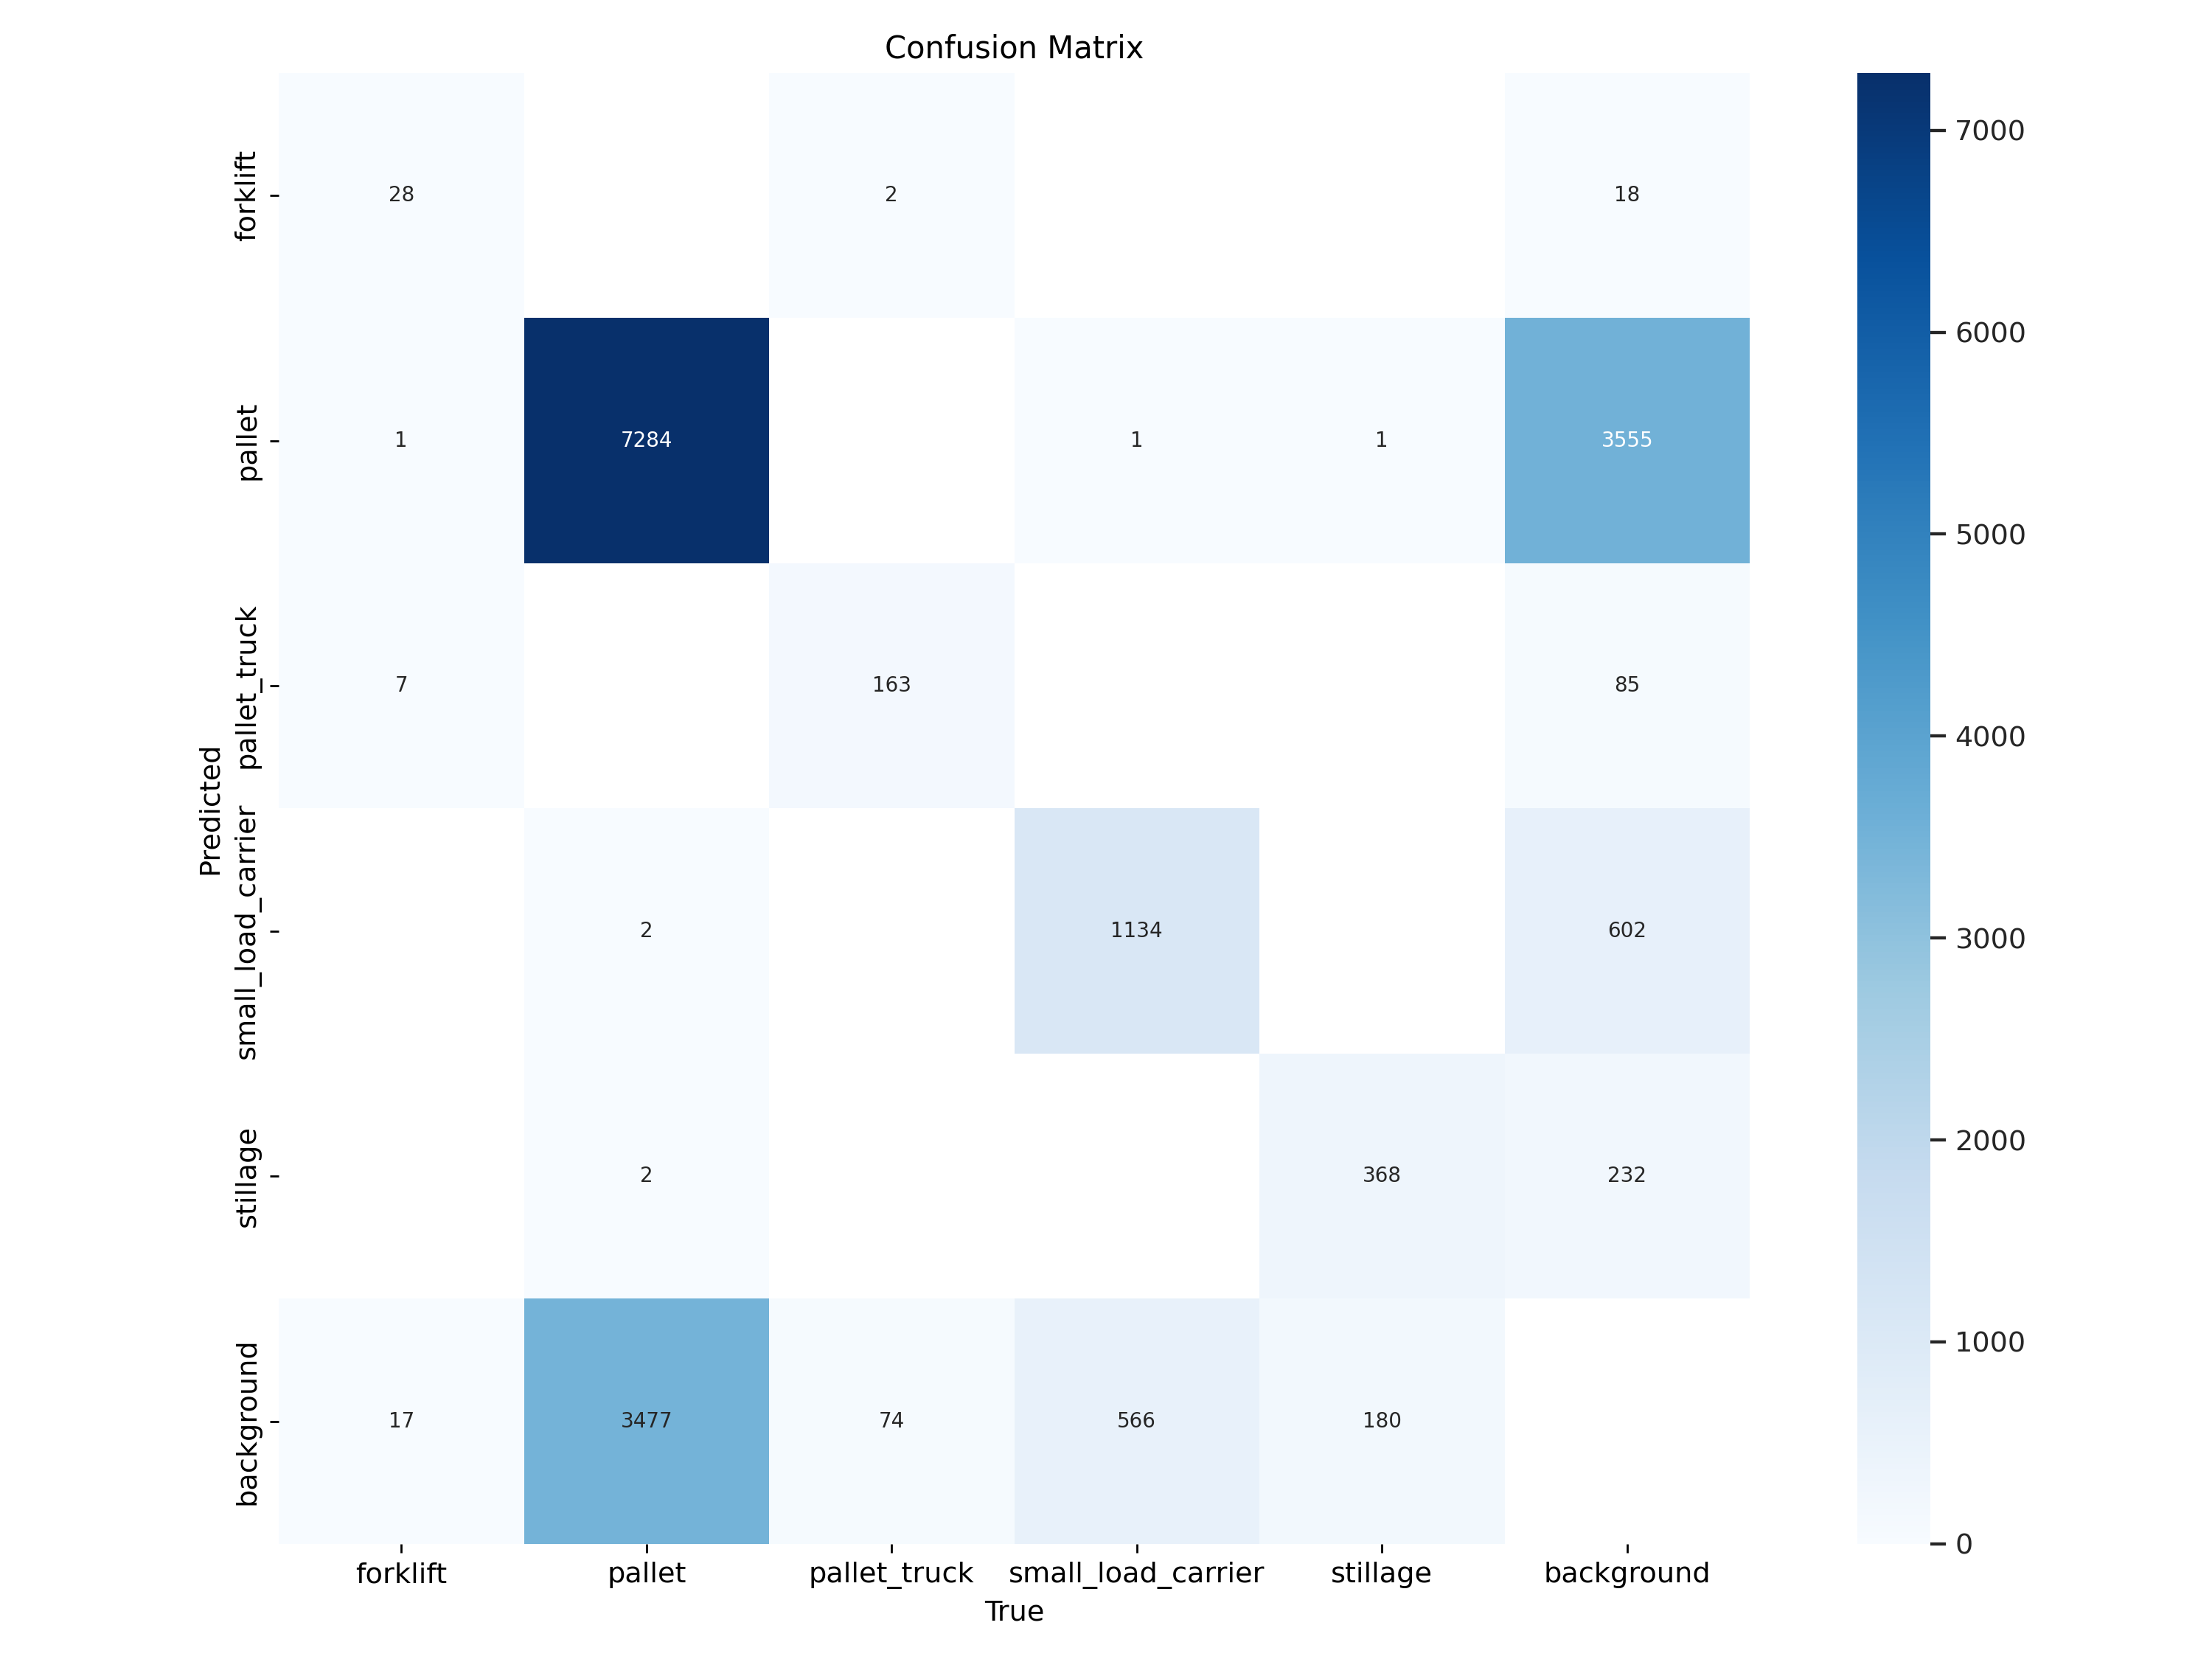 Confusion Matrix
forklift
28
2
18
7000
6000
pallet
1
7284
1
1
3555
5000
pallet_truck
7
163
85
4000
Predicted
small_load_carrier
2
1134
602
3000
stillage
2
368
232
2000
background
17
3477
74
566
180
1000
0
forklift
pallet
pallet_truck
small_load_carrier
stillage
background
True